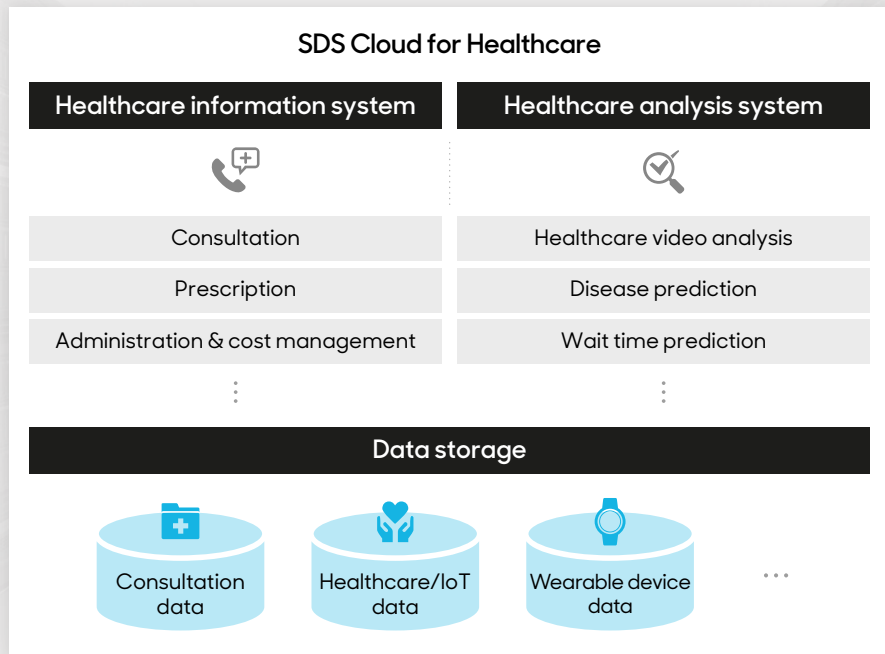 SDS Cloud for Healthcare
Healthcare information system
Healthcare analysis system
Consultation
Healthcare video analysis
Prescription
Disease prediction
Administration & cost management
Wait time prediction
Data storage
Consultation
data
Healthcare/IoT
data
Wearable device
data
...